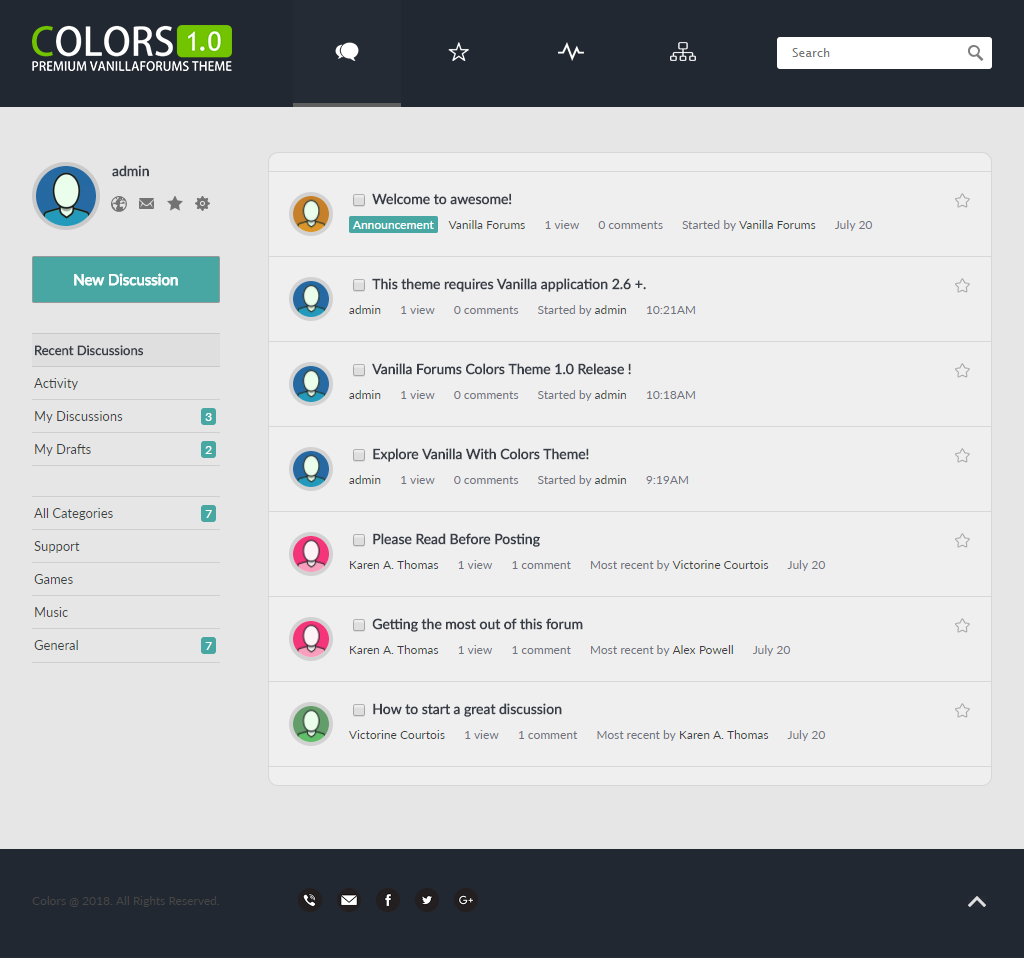 COLORS 1.0
PREMIUM VANILLAFORUMS THEME
Search
admin
New Discussion
Recent Discussions
Activity
My Discussions 3
My Drafts 2
All Categories 7
Support
Games
Music
General 7
Welcome to awesome!
Announcement Vanilla Forums 1 view 0 comments Started by Vanilla Forums July 20
This theme requires Vanilla application 2.6 +.
admin 1 view 0 comments Started by admin 10:21AM
Vanilla Forums Colors Theme 1.0 Release !
admin 1 view 0 comments Started by admin 10:18AM
Explore Vanilla With Colors Theme!
admin 1 view 0 comments Started by admin 9:19AM
Please Read Before Posting
Karen A. Thomas 1 view 1 comment Most recent by Victorine Courtois July 20
Getting the most out of this forum
Karen A. Thomas 1 view 1 comment Most recent by Alex Powell July 20
How to start a great discussion
Victorine Courtois 1 view 1 comment Most recent by Karen A. Thomas July 20
Colors @ 2018. All Rights Reserved.
G+